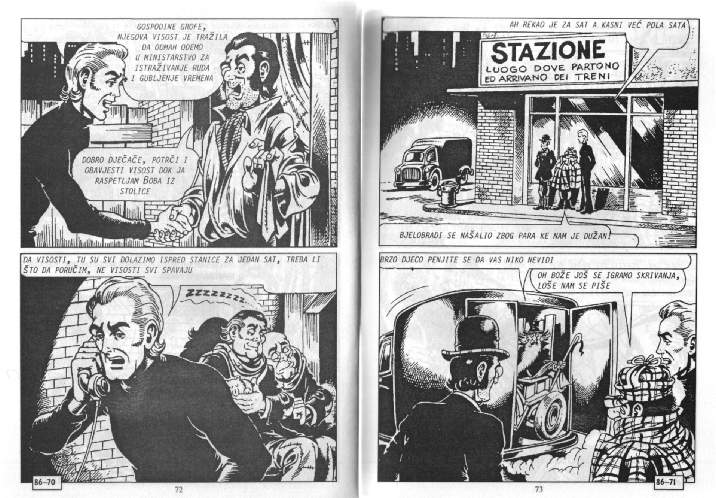 GOSPODINE GROFE,
NJEGOVA VISOST JE TRAŽILA
DA ODMAH ODEMO
U MINISTARSTVO ZA
ISTRAŽIVANJE RUDA
I GUBLJENJE VREMENA
DOBRO DJEČAČE, POTRČI I
OBAVJESTI VISOST DOK JA
RASPETLJAM BOBA IZ
STOLICE
DA VISOSTI, TU SU SVI DOLAZIMO ISPRED STANICE ZA JEDAN SAT, TREBA LI
ŠTO DA PORUČIM, NE VISOSTI SVI SPAVAJU
ZZZZZZZ...
86-70
72
AH REKAO JE ZA SAT A KASNI VEĆ POLA SATA
STAZIONE
LUOGO DOVE PARTONO
ED ARRIVANO DEI TRENI
BJELOBRADI SE NAŠALIO ZBOG PARA KE NAM JE DUŽAN!
BRZO DJECO PENJITE SE DA VAS NIKO NEVIDI
OH BOŽE JOŠ SE IGRAMO SKRIVANJA,
LOŠE NAM SE PIŠE
73
86-71